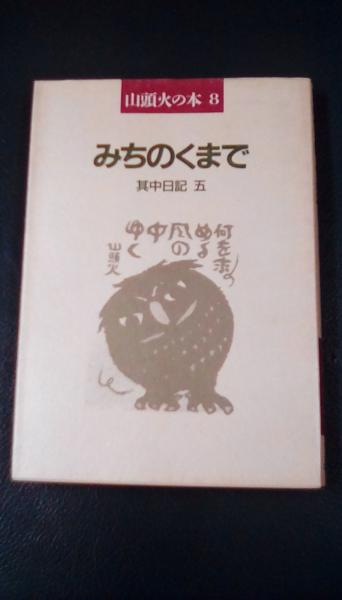 山頭火の本 8
みちのくまで
其中日記 五
何を求
める
風の
中
ゆく
山頭火